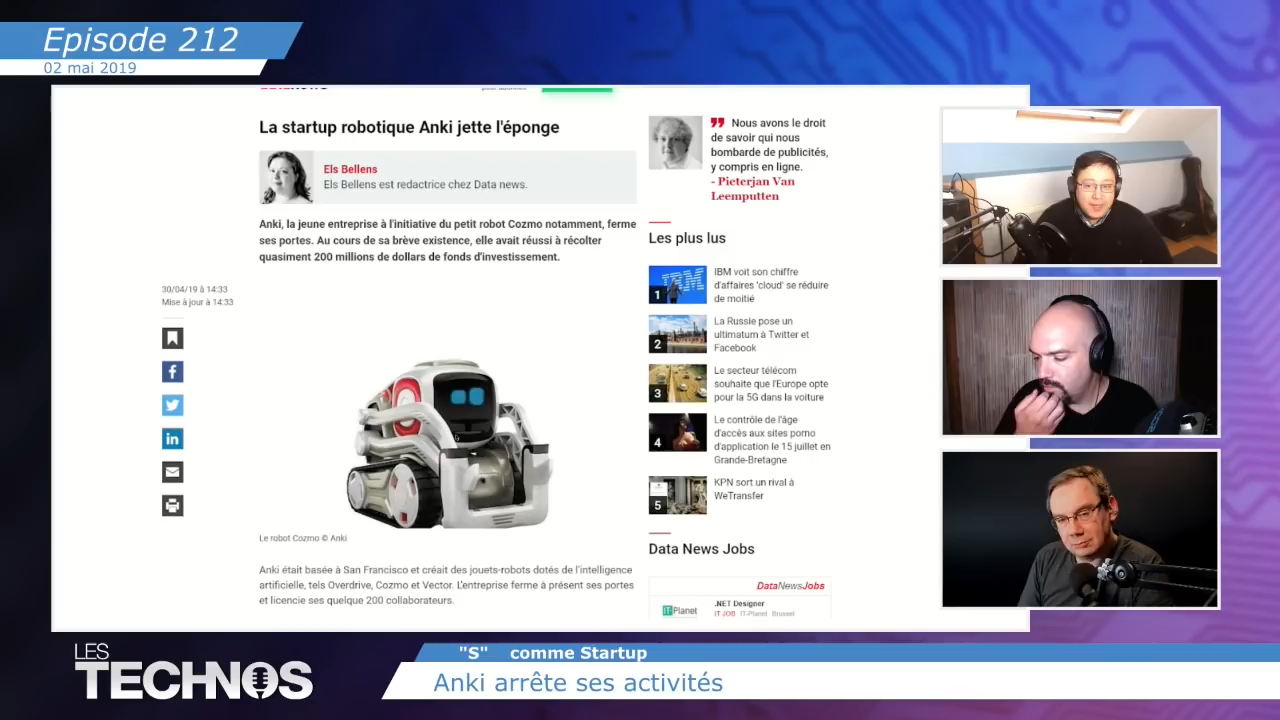 Episode 212
02 mai 2019
La startup robotique Anki jette l'éponge
Els Bellens
Els Bellens est redactrice chez Data news.
Anki, la jeune entreprise à l'initiative du petit robot Cozmo notamment, ferme
ses portes. Au cours de sa brève existence, elle avait réussi à récolter
quasiment 200 millions de dollars de fonds d'investissement.
30/04/19 à 14:33
Mise à jour à 14:33
Le robot Cozmo © Anki
Anki était basée à San Francisco et créait des jouets-robots dotés de l'intelligence
artificielle, tels Overdrive, Cozmo et Vector. L'entreprise ferme à présent ses portes
et licencie ses quelque 200 collaborateurs.
Nous avons le droit
de savoir qui nous
bombarde de publicités,
y compris en ligne.
- Pieterjan Van
Leemputten
Les plus lus
1
IBM
IBM voit son chiffre
d'affaires 'cloud' se réduire
de moitié
2
La Russie pose un
ultimatum à Twitter et
Facebook
3
Le secteur télécom
souhaite que l'Europe opte
pour la 5G dans la voiture
4
Le contrôle de l'âge
d'accès aux sites porno
d'application le 15 juillet en
Grande-Bretagne
5
KPN sort un rival à
WeTransfer
Data News Jobs
DataNewsJobs
ITPlanet
.NET Designer
IT JOB IT-Planet Brussel
LES
TECHNOS
"S" comme Startup
Anki arrête ses activités